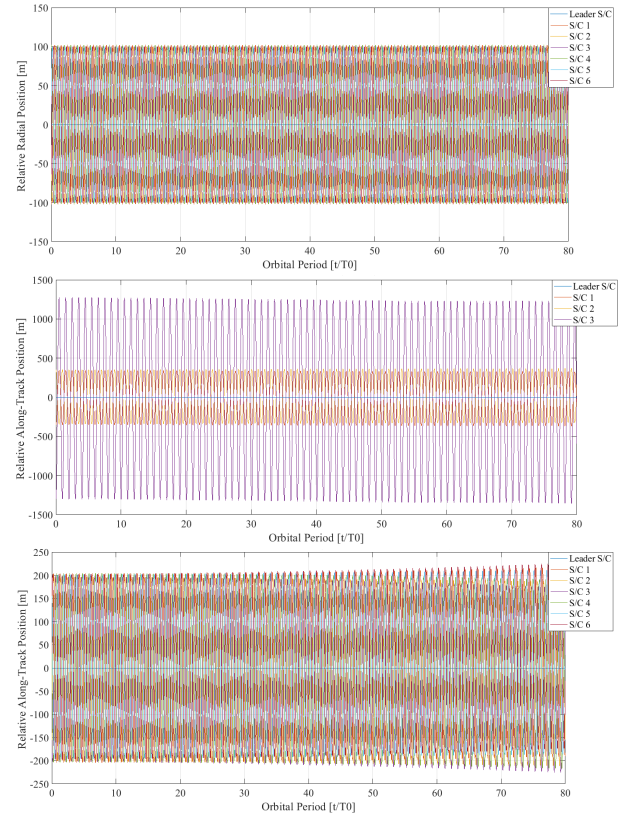 150
100
50
0
-50
-100
-150
Relative Radial Position [m]
0 10 20 30 40 50 60 70 80
Orbital Period [t/T0]
Leader S/C
S/C 1
S/C 2
S/C 3
S/C 4
S/C 5
S/C 6
1500
1000
500
0
-500
-1000
-1500
Relative Along-Track Position [m]
0 10 20 30 40 50 60 70 80
Orbital Period [t/T0]
Leader S/C
S/C 1
S/C 2
S/C 3
250
200
150
100
50
0
-50
-100
-150
-200
-250
Relative Along-Track Position [m]
0 10 20 30 40 50 60 70 80
Orbital Period [t/T0]
Leader S/C
S/C 1
S/C 2
S/C 3
S/C 4
S/C 5
S/C 6